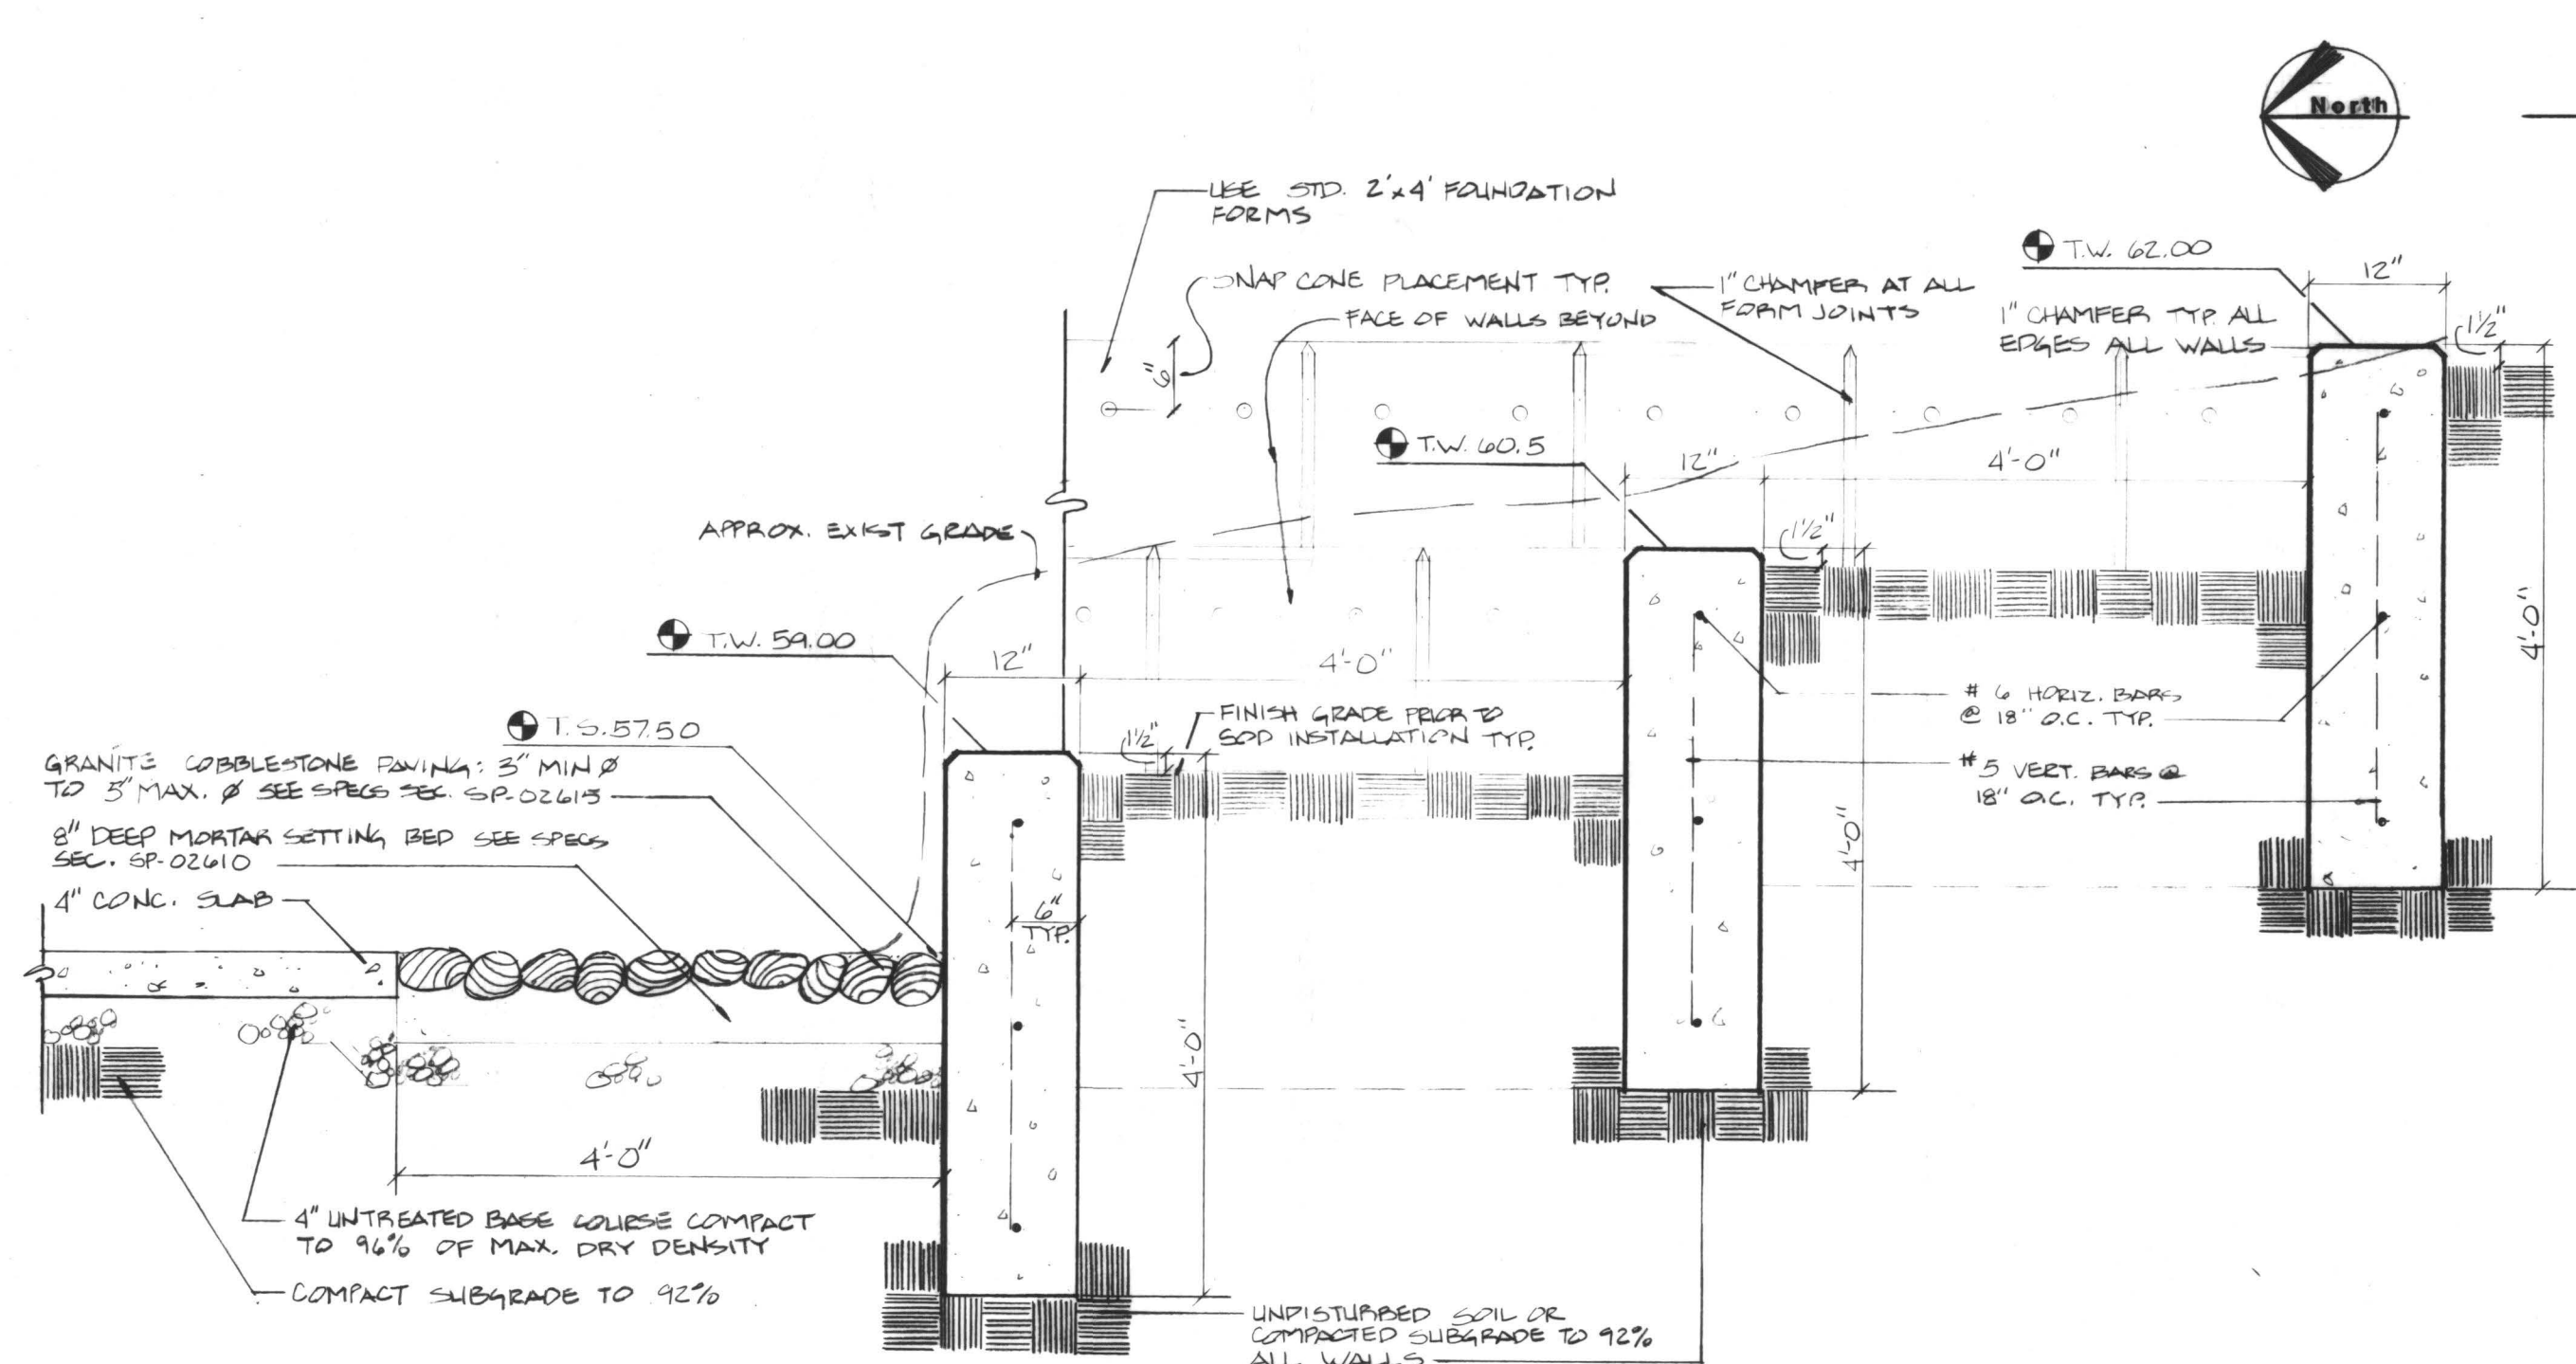 North
USE STD. 2'x4' FOUNDATION
FORMS
SNAP CONE PLACEMENT TYP.
FACE OF WALLS BEYOND
1" CHAMFER AT ALL
FORM JOINTS
T.W. 62.00
12"
1" CHAMFER TYP. ALL
EDGES ALL WALLS
1½"
6"
T.W. 60.5
12"
4'-0"
APPROX. EXIST GRADE
1½"
4'-0"
T.W. 59.00
12"
4'-0"
# 6 HORIZ. BARS
@ 18" O.C. TYP.
T.S. 57.50
FINISH GRADE PRIOR TO
SOD INSTALLATION TYP.
1½"
GRANITE COBBLESTONE PAVING: 3" MIN Ø
TO 5" MAX. Ø SEE SPECS SEC. SP-02615
#5 VERT. BARS @
18" O.C. TYP.
8" DEEP MORTAR SETTING BED SEE SPECS
SEC. SP-02610
4'-0"
4" CONC. SLAB
6"
TYP.
4'-0"
4'-0"
4" UNTREATED BASE COURSE COMPACT
TO 96% OF MAX. DRY DENSITY
COMPACT SUBGRADE TO 92%
UNDISTURBED SOIL OR
COMPACTED SUBGRADE TO 92%
ALL WALLS